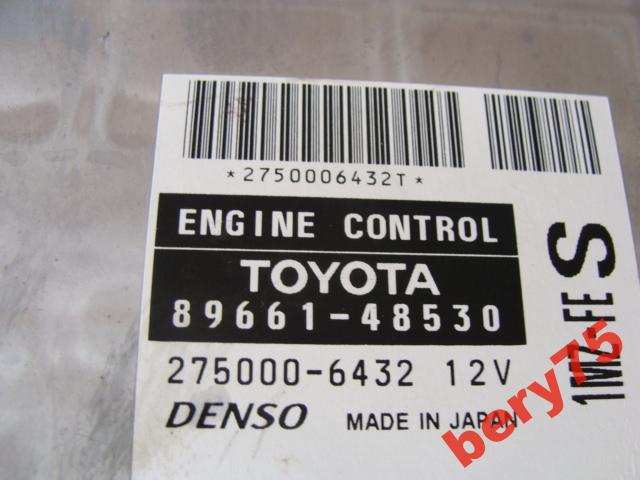 *2750006432T*
ENGINE CONTROL
TOYOTA
89661-48530
275000-6432 12V
DENSO MADE IN JAPAN
1MZ-FE S
bery75